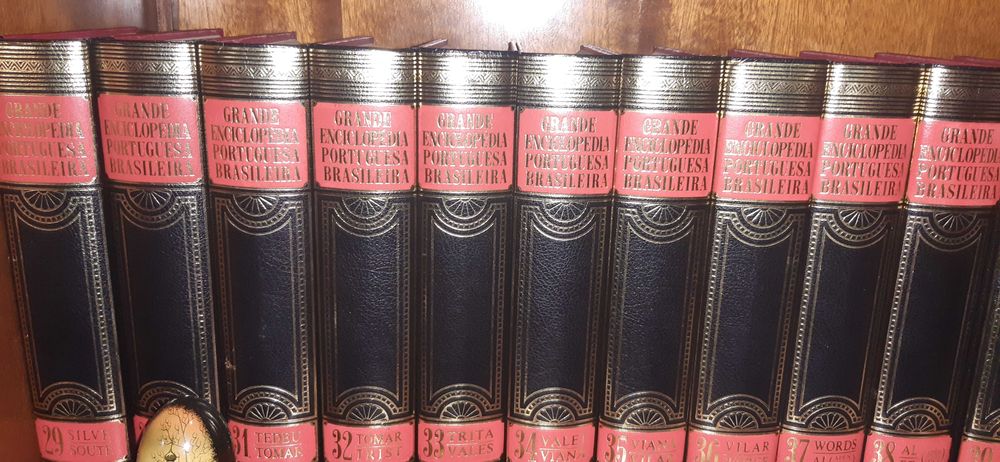 GRANDE
ENCICLOPEDIA
PORTUGUESA
BRASILEIRA
29 SILVE
SOUTE
GRANDE
ENCICLOPEDIA
PORTUGUESA
BRASILEIRA
GRANDE
ENCICLOPEDIA
PORTUGUESA
BRASILEIRA
31 TEDEU
TOMAR
GRANDE
ENCICLOPEDIA
PORTUGUESA
BRASILEIRA
32 TOMAR
TRIST
GRANDE
ENCICLOPEDIA
PORTUGUESA
BRASILEIRA
33 TRITA
VALES
GRANDE
ENCICLOPEDIA
PORTUGUESA
BRASILEIRA
34 VALE
VIAN
GRANDE
ENCICLOPEDIA
PORTUGUESA
BRASILEIRA
35 VIANA
GRANDE
ENCICLOPEDIA
PORTUGUESA
BRASILEIRA
36 VILAR
GRANDE
ENCICLOPEDIA
PORTUGUESA
BRASILEIRA
37 WORDS
GRANDE
ENCICLOPEDIA
PORTUGUESA
BRASILEIRA
38 AL